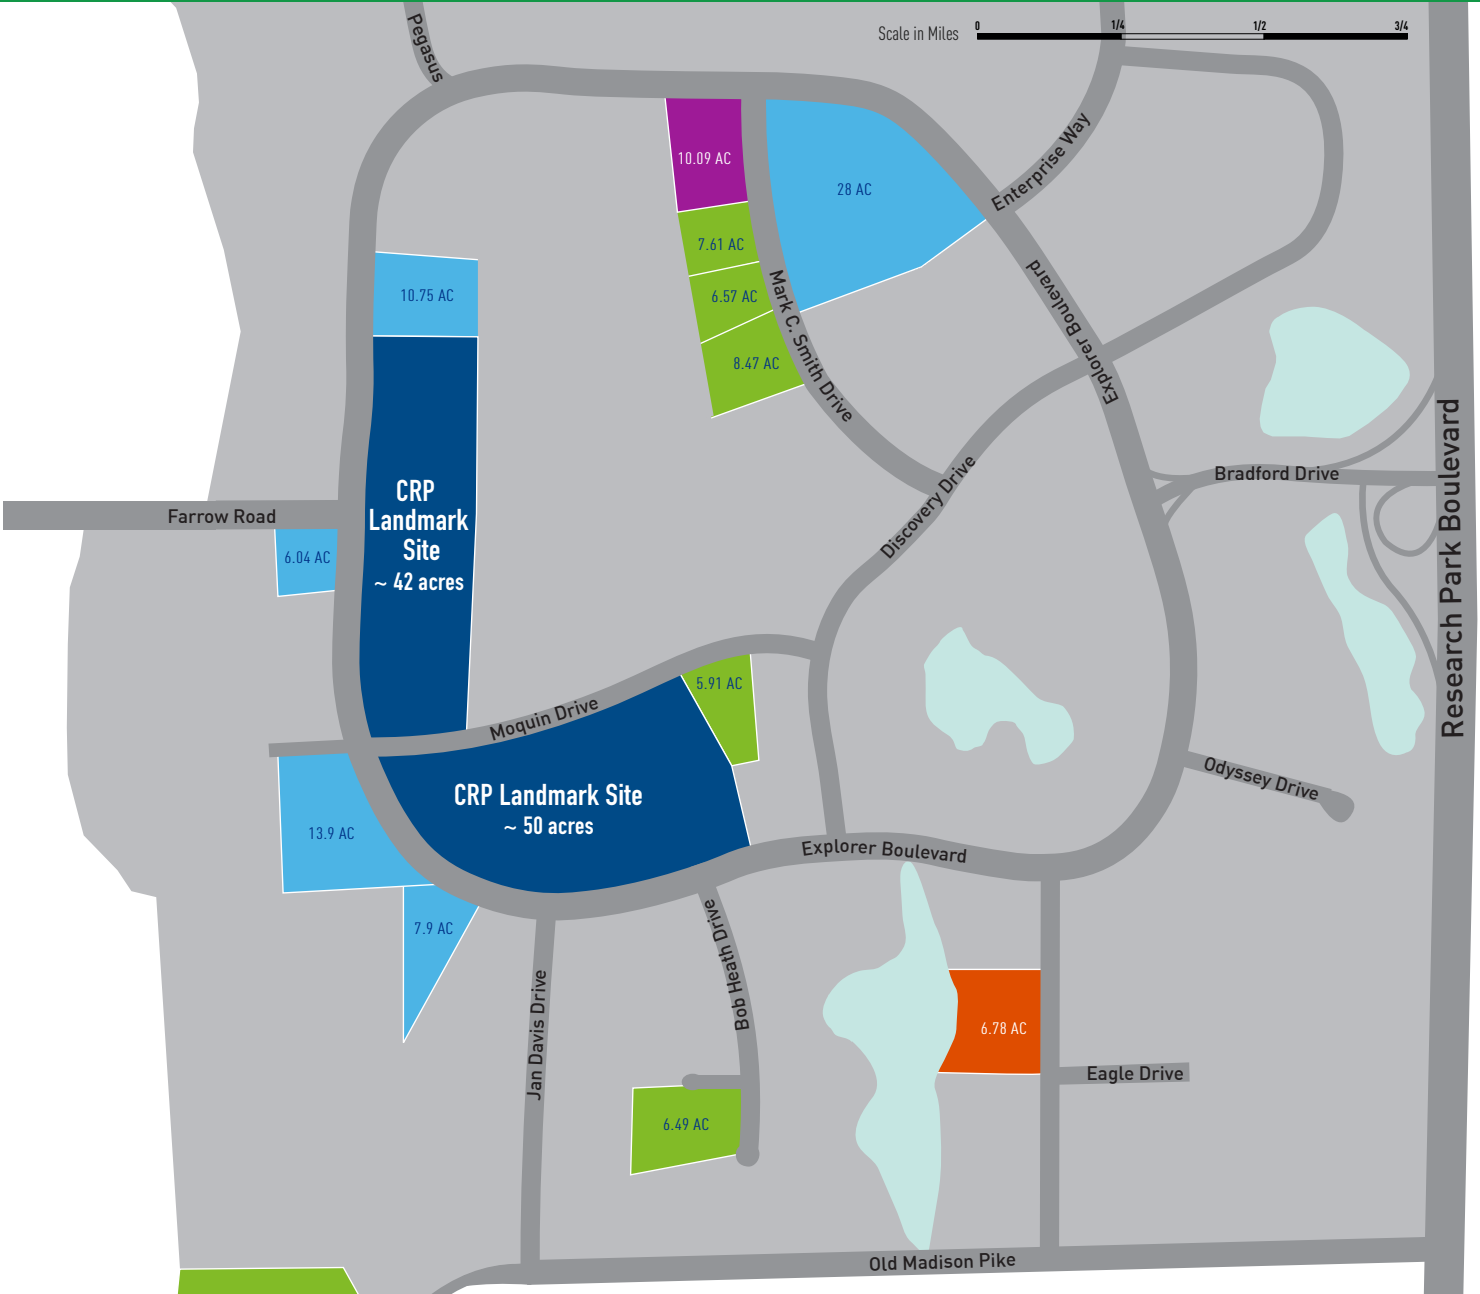 Pegasus
Scale in Miles
0
1/4
1/2
3/4
10.09 AC
28 AC
Enterprise Way
7.61 AC
6.57 AC
8.47 AC
Mark C. Smith Drive
Explorer Boulevard
10.75 AC
CRP
Landmark
Site
~ 42 acres
Farrow Road
6.04 AC
Discovery Drive
Bradford Drive
Research Park Boulevard
5.91 AC
Moquin Drive
CRP Landmark Site
~ 50 acres
Odyssey Drive
13.9 AC
Explorer Boulevard
7.9 AC
Jan Davis Drive
Bob Heath Drive
6.78 AC
Eagle Drive
6.49 AC
Old Madison Pike